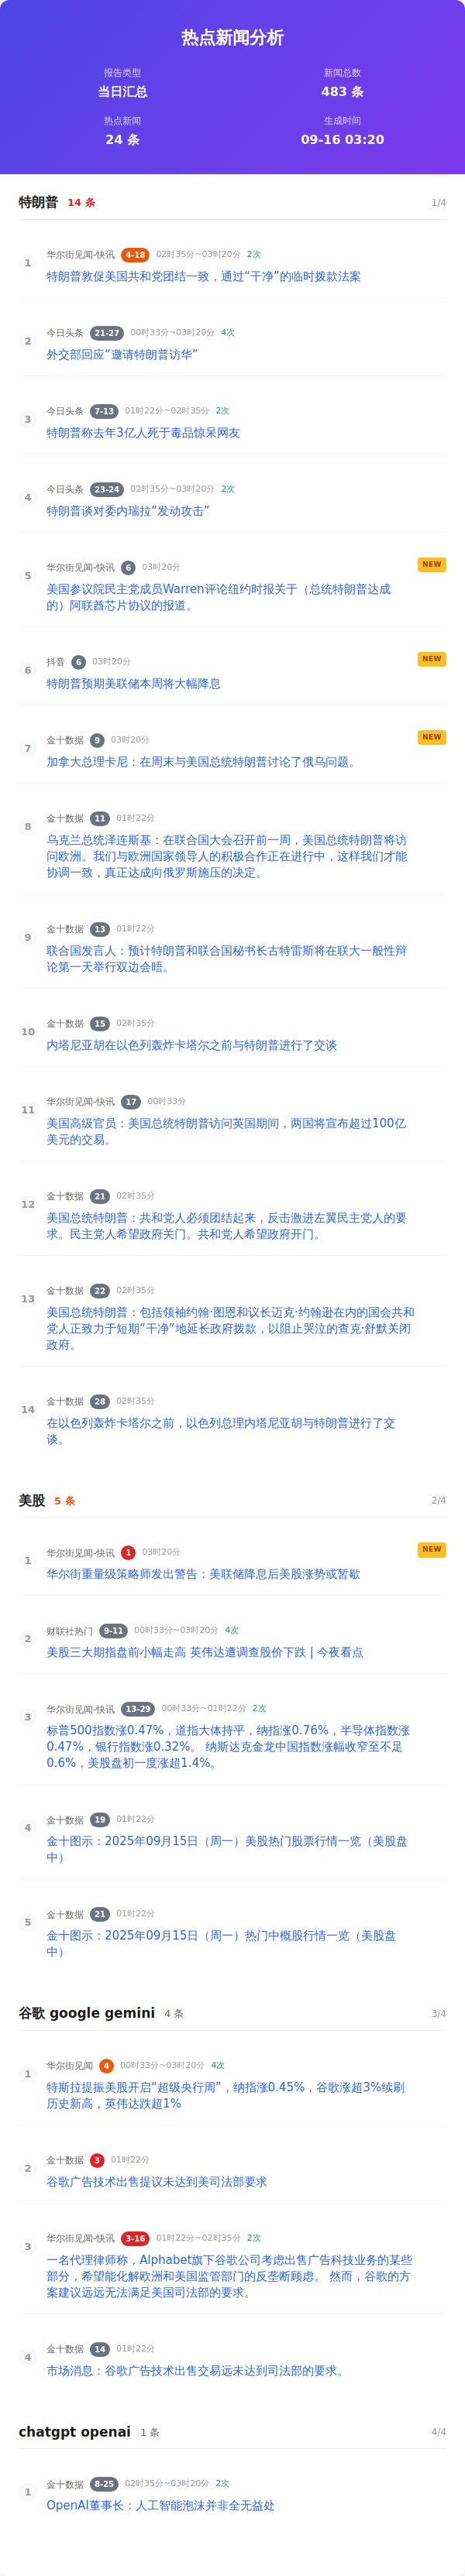 热点新闻分析
报告类型
当日汇总
新闻总数
483 条
热点新闻
24 条
生成时间
09-16 03:20
特朗普 14 条 1/4
1 华尔街见闻-快讯 4-18 02时35分~03时20分 2次
特朗普敦促美国共和党团结一致，通过“干净”的临时拨款法案
2 今日头条 21-27 00时33分~03时20分 4次
外交部回应“邀请特朗普访华”
3 今日头条 7-13 01时22分~02时35分 2次
特朗普称去年3亿人死于毒品惊呆网友
4 今日头条 23-24 02时35分~03时20分 2次
特朗普谈对委内瑞拉“发动攻击”
5 华尔街见闻-快讯 6 03时20分 NEW
美国参议院民主党成员Warren评论纽约时报关于（总统特朗普达成
的）阿联酋芯片协议的报道。
6 抖音 6 03时20分 NEW
特朗普预期美联储本周将大幅降息
7 金十数据 9 03时20分 NEW
加拿大总理卡尼：在周末与美国总统特朗普讨论了俄乌问题。
8 金十数据 11 01时22分
乌克兰总统泽连斯基：在联合国大会召开前一周，美国总统特朗普将访
问欧洲。我们与欧洲国家领导人的积极合作正在进行中，这样我们才能
协调一致，真正达成向俄罗斯施压的决定。
9 金十数据 13 01时22分
联合国发言人：预计特朗普和联合国秘书长古特雷斯将在联大一般性辩
论第一天举行双边会晤。
10 金十数据 15 02时35分
内塔尼亚胡在以色列轰炸卡塔尔之前与特朗普进行了交谈
11 华尔街见闻-快讯 17 00时33分
美国高级官员：美国总统特朗普访问英国期间，两国将宣布超过100亿
美元的交易。
12 金十数据 21 02时35分
美国总统特朗普：共和党人必须团结起来，反击激进左翼民主党人的要
求。民主党人希望政府关门。共和党人希望政府开门。
13 金十数据 22 02时35分
美国总统特朗普：包括领袖约翰·图恩和议长迈克·约翰逊在内的国会共和
党人正致力于短期“干净”地延长政府拨款，以阻止哭泣的查克·舒默关闭
政府。
14 金十数据 28 02时35分
在以色列轰炸卡塔尔之前，以色列总理内塔尼亚胡与特朗普进行了交
谈。
美股 5 条 2/4
1 华尔街见闻-快讯 1 03时20分 NEW
华尔街重量级策略师发出警告：美联储降息后美股涨势或暂歇
2 财联社热门 9-11 00时33分~03时20分 4次
美股三大期指盘前小幅走高 英伟达遭调查股价下跌 | 今夜看点
3 华尔街见闻-快讯 13-29 00时33分~01时22分 2次
标普500指数涨0.47%，道指大体持平，纳指涨0.76%，半导体指数涨
0.47%，银行指数涨0.32%。 纳斯达克金龙中国指数涨幅收窄至不足
0.6%，美股盘初一度涨超1.4%。
4 金十数据 19 01时22分
金十图示：2025年09月15日（周一）美股热门股票行情一览（美股盘
中）
5 金十数据 21 01时22分
金十图示：2025年09月15日（周一）热门中概股行情一览（美股盘
中）
谷歌 google gemini 4 条 3/4
1 华尔街见闻 4 00时33分~03时20分 4次
特斯拉提振美股开启“超级央行周”，纳指涨0.45%，谷歌涨超3%续刷
历史新高，英伟达跌超1%
2 金十数据 3 01时22分
谷歌广告技术出售提议未达到美司法部要求
3 华尔街见闻-快讯 3-16 01时22分~02时35分 2次
一名代理律师称，Alphabet旗下谷歌公司考虑出售广告科技业务的某些
部分，希望能化解欧洲和美国监管部门的反垄断顾虑。 然而，谷歌的方
案建议远远无法满足美国司法部的要求。
4 金十数据 14 01时22分
市场消息：谷歌广告技术出售交易远未达到司法部的要求。
chatgpt openai 1 条 4/4
1 金十数据 8-25 02时35分~03时20分 2次
OpenAI董事长：人工智能泡沫并非全无益处